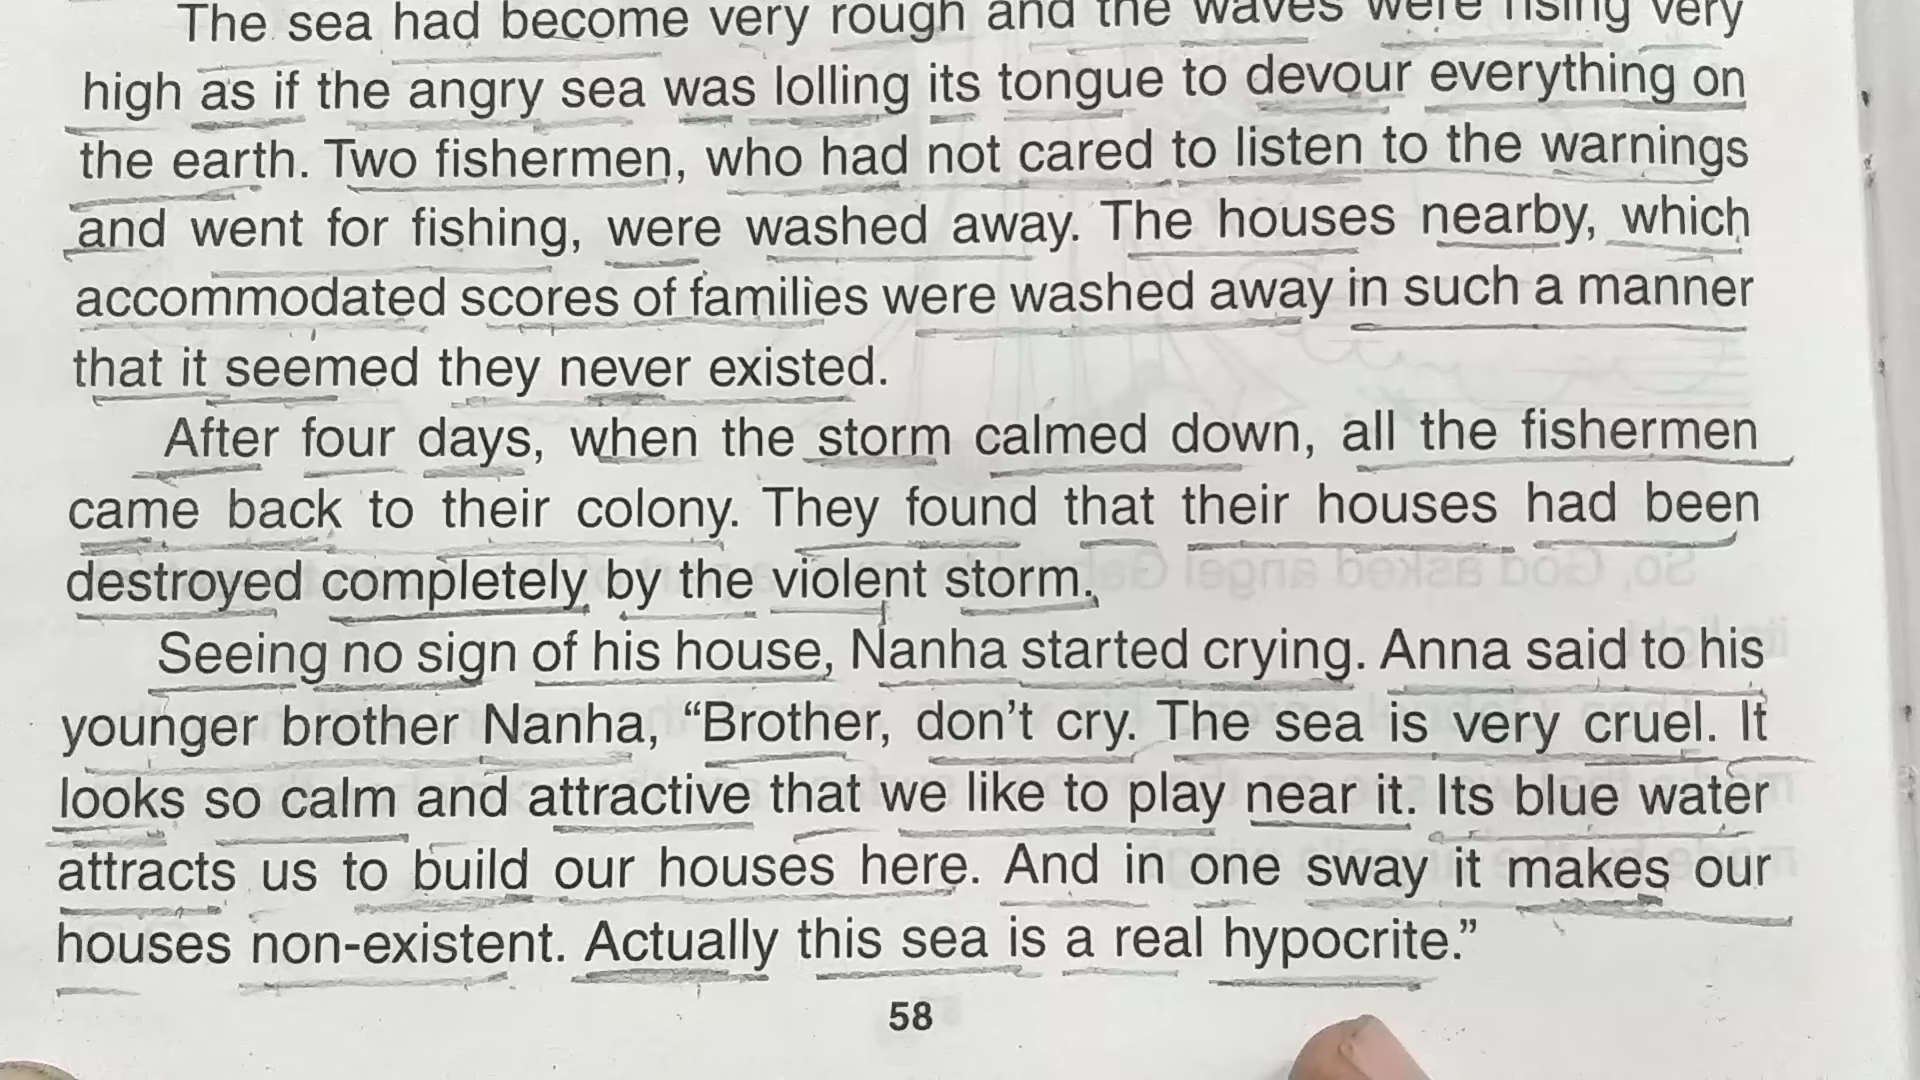 The sea had become very rough and the waves were rising very
high as if the angry sea was lolling its tongue to devour everything on
the earth. Two fishermen, who had not cared to listen to the warnings
and went for fishing, were washed away. The houses nearby, which
accommodated scores of families were washed away in such a manner
that it seemed they never existed.
After four days, when the storm calmed down, all the fishermen
came back to their colony. They found that their houses had been
destroyed completely by the violent storm.
Seeing no sign of his house, Nanha started crying. Anna said to his
younger brother Nanha, “Brother, don’t cry. The sea is very cruel. It
looks so calm and attractive that we like to play near it. Its blue water
attracts us to build our houses here. And in one sway it makes our
houses non-existent. Actually this sea is a real hypocrite.”
58